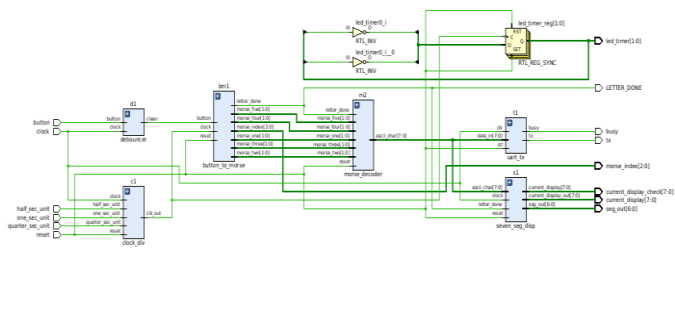 led_timer0_i
I0
O
RTL_INV
led_timer0_i__0
I0
O
RTL_INV
led_timer_reg[1:0]
RST
C
D
Q
SET
RTL_REG_SYNC
led_timer[1:0]
LETTER_DONE
d1
button
clock
clean
debouncer
button
clock
bm1
button
clock
reset
letter_done
morse_five[1:0]
morse_four[1:0]
morse_index[2:0]
morse_one[1:0]
morse_three[1:0]
morse_two[1:0]
button_to_morse
m2
letter_done
morse_five[1:0]
morse_four[1:0]
morse_one[1:0]
morse_three[1:0]
morse_two[1:0]
reset
ascii_char[7:0]
morse_decoder
t1
clk
data_in[7:0]
busy
tx
uart_tx
busy
tx
morse_index[2:0]
c1
clock
half_sec_unit
one_sec_unit
quarter_sec_unit
reset
clk_out
clock_div
half_sec_unit
one_sec_unit
quarter_sec_unit
reset
s1
ascii_char[7:0]
clock
letter_done
reset
current_display[7:0]
current_display_out[7:0]
seg_out[6:0]
seven_seg_disp
current_display_check[7:0]
current_display[7:0]
seg_out[6:0]